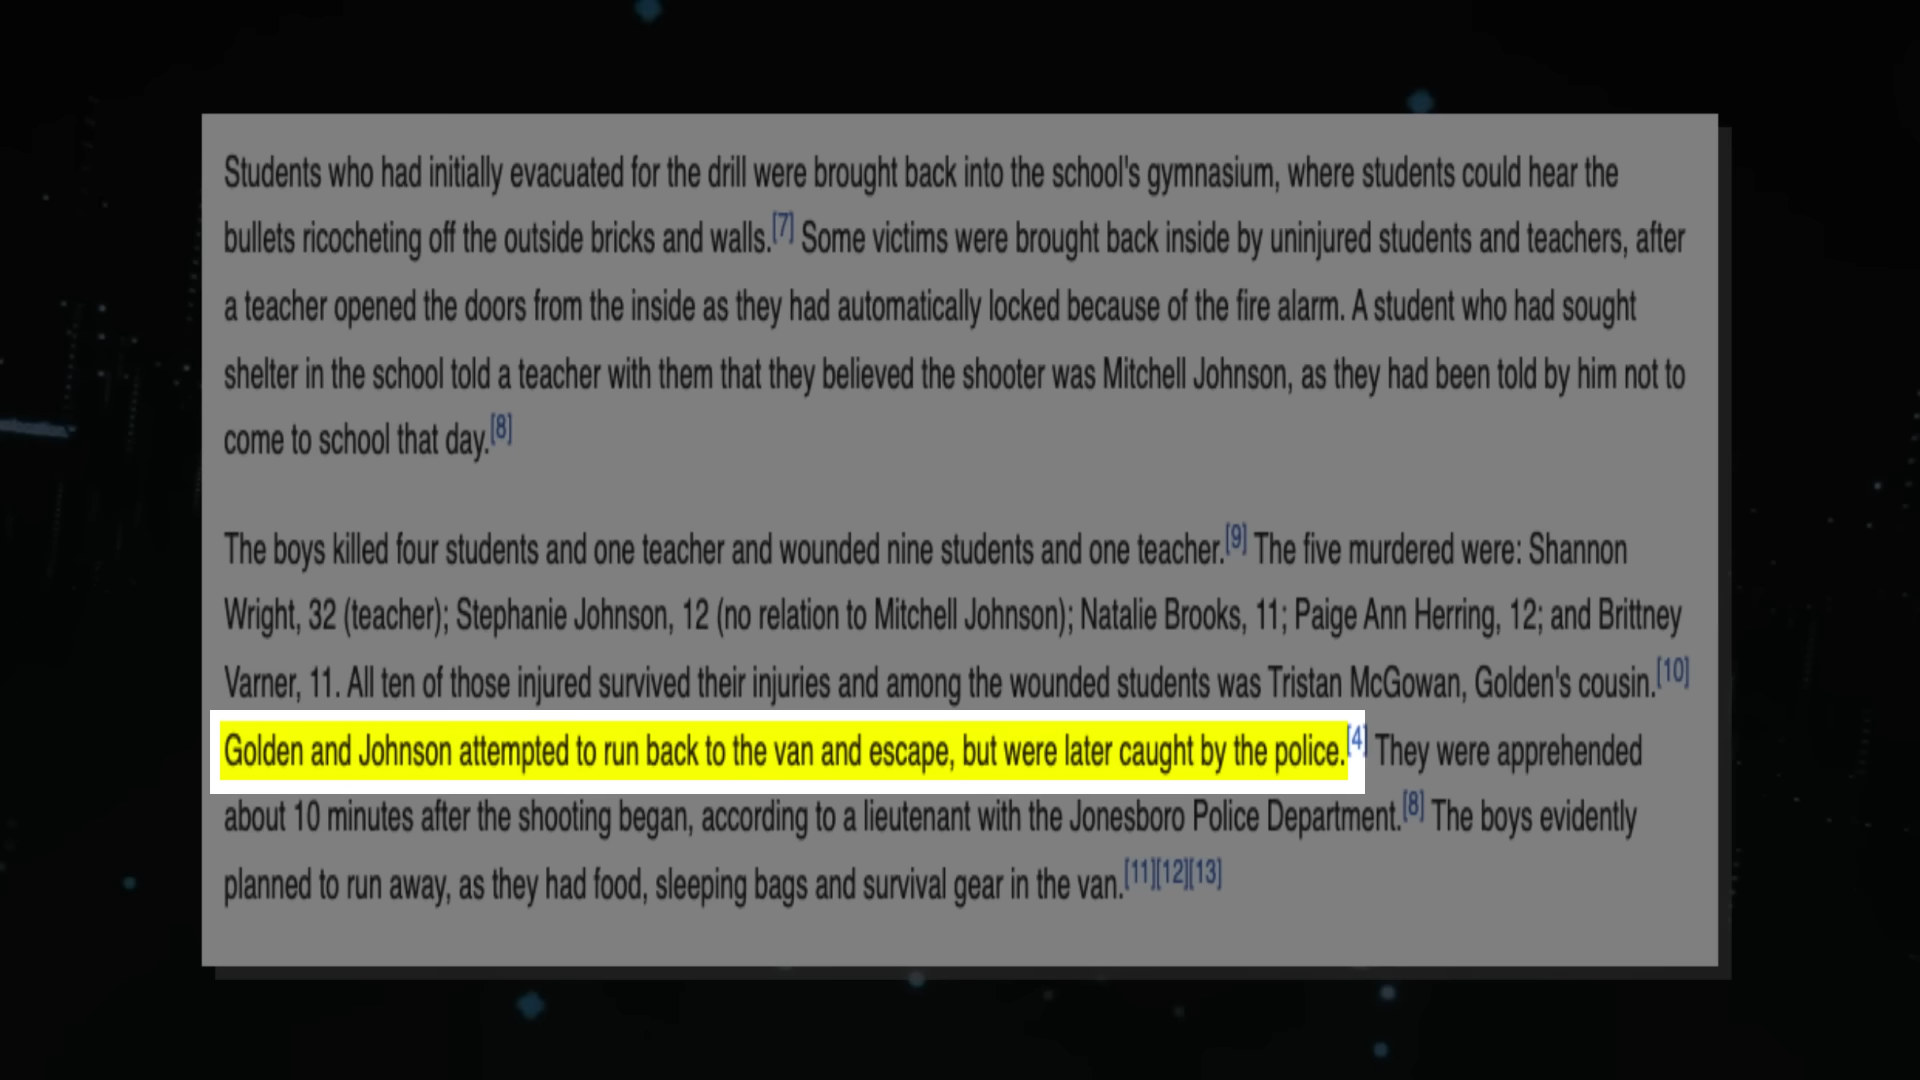 Students who had initially evacuated for the drill were brought back into the school's gymnasium, where students could hear the
bullets ricocheting off the outside bricks and walls.[7] Some victims were brought back inside by uninjured students and teachers, after
a teacher opened the doors from the inside as they had automatically locked because of the fire alarm. A student who had sought
shelter in the school told a teacher with them that they believed the shooter was Mitchell Johnson, as they had been told by him not to
come to school that day.[8]
The boys killed four students and one teacher and wounded nine students and one teacher.[9] The five murdered were: Shannon
Wright, 32 (teacher); Stephanie Johnson, 12 (no relation to Mitchell Johnson); Natalie Brooks, 11; Paige Ann Herring, 12; and Brittney
Varner, 11. All ten of those injured survived their injuries and among the wounded students was Tristan McGowan, Golden's cousin.[10]
Golden and Johnson attempted to run back to the van and escape, but were later caught by the police.[4] They were apprehended
about 10 minutes after the shooting began, according to a lieutenant with the Jonesboro Police Department.[8] The boys evidently
planned to run away, as they had food, sleeping bags and survival gear in the van.[11][12][13]